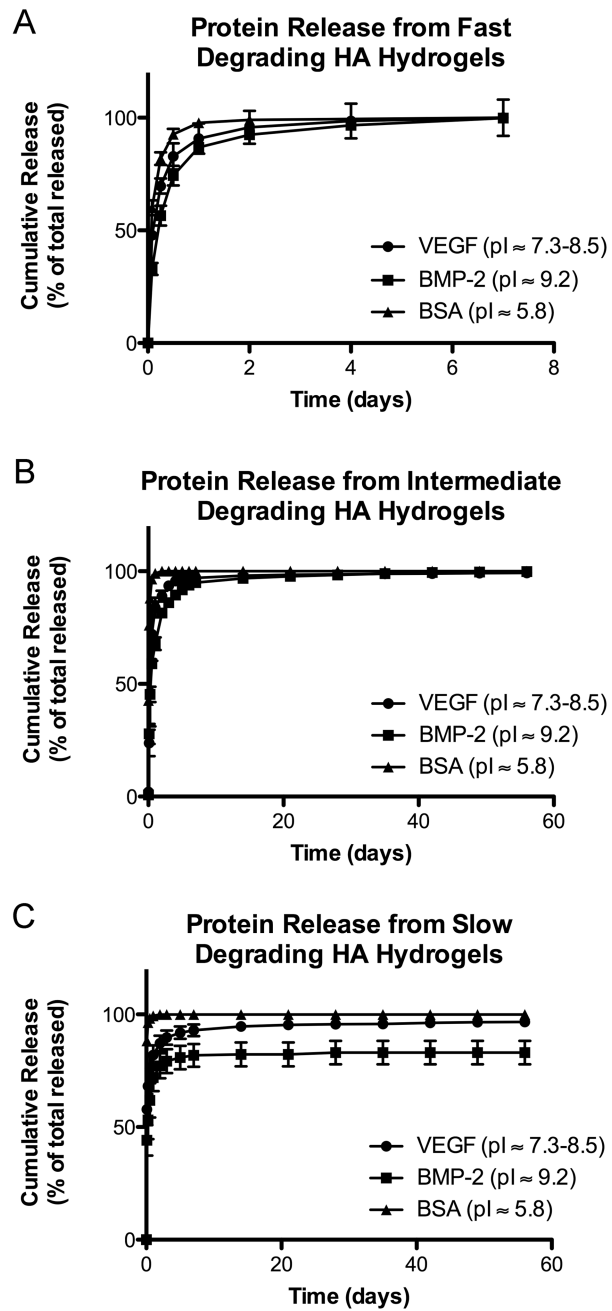 A
Protein Release from Fast
Degrading HA Hydrogels
Cumulative Release
(% of total released)
100
50
0
VEGF (pI ≈ 7.3-8.5)
BMP-2 (pI ≈ 9.2)
BSA (pI ≈ 5.8)
0 2 4 6 8
Time (days)
B
Protein Release from Intermediate
Degrading HA Hydrogels
Cumulative Release
(% of total released)
100
50
0
VEGF (pI ≈ 7.3-8.5)
BMP-2 (pI ≈ 9.2)
BSA (pI ≈ 5.8)
0 20 40 60
Time (days)
C
Protein Release from Slow
Degrading HA Hydrogels
Cumulative Release
(% of total released)
100
50
0
VEGF (pI ≈ 7.3-8.5)
BMP-2 (pI ≈ 9.2)
BSA (pI ≈ 5.8)
0 20 40 60
Time (days)